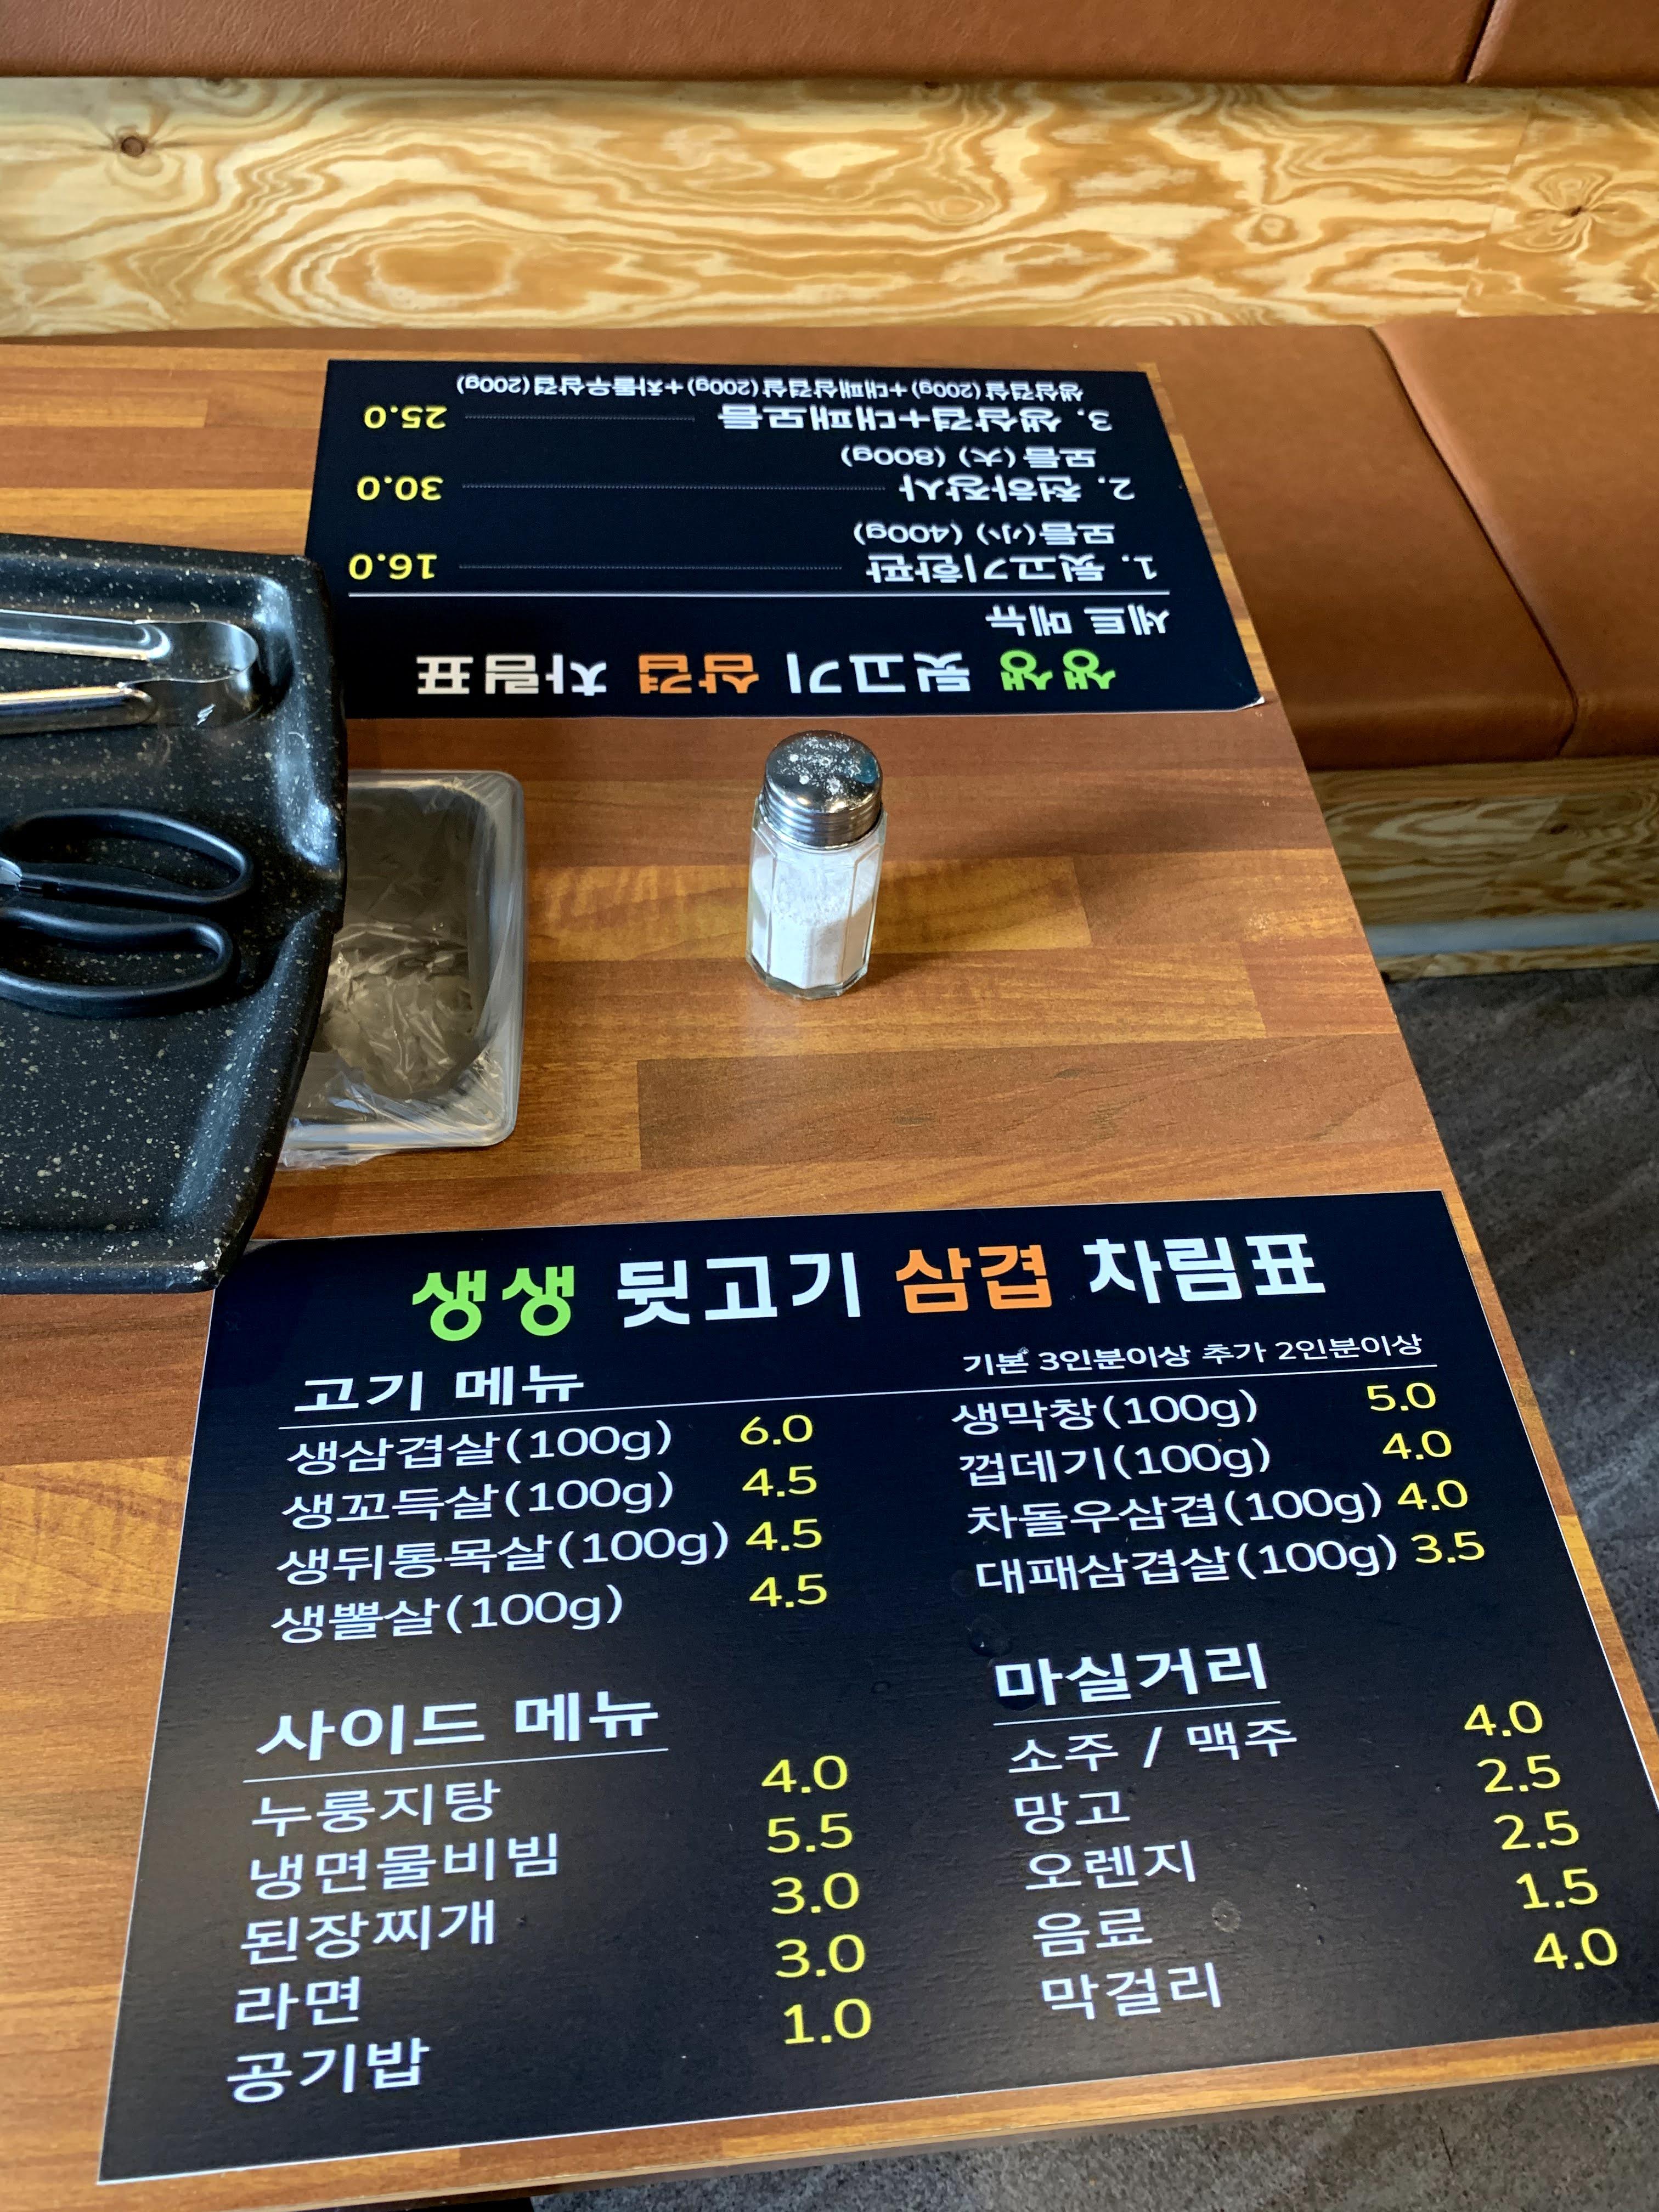 생생 뒷고기 삼겹 차림표
세트 메뉴
1. 뒷고기한판 16.0
모듬(小) (400g)
2. 천하장사 30.0
모듬(大) (800g)
3. 생삼겹+대패모듬 25.0
생삼겹살(200g)+대패삼겹살(200g)+차돌우삼겹(200g)
생생 뒷고기 삼겹 차림표
고기 메뉴
기본 3인분이상 추가 2인분이상
생삼겹살(100g) 6.0
생꼬득살(100g) 4.5
생뒤통목살(100g) 4.5
생뽈살(100g) 4.5
생막창(100g) 5.0
껍데기(100g) 4.0
차돌우삼겹(100g) 4.0
대패삼겹살(100g) 3.5
사이드 메뉴
누룽지탕 4.0
냉면물비빔 5.5
된장찌개 3.0
라면 3.0
공기밥 1.0
마실거리
소주 / 맥주 4.0
망고 2.5
오렌지 2.5
음료 1.5
막걸리 4.0